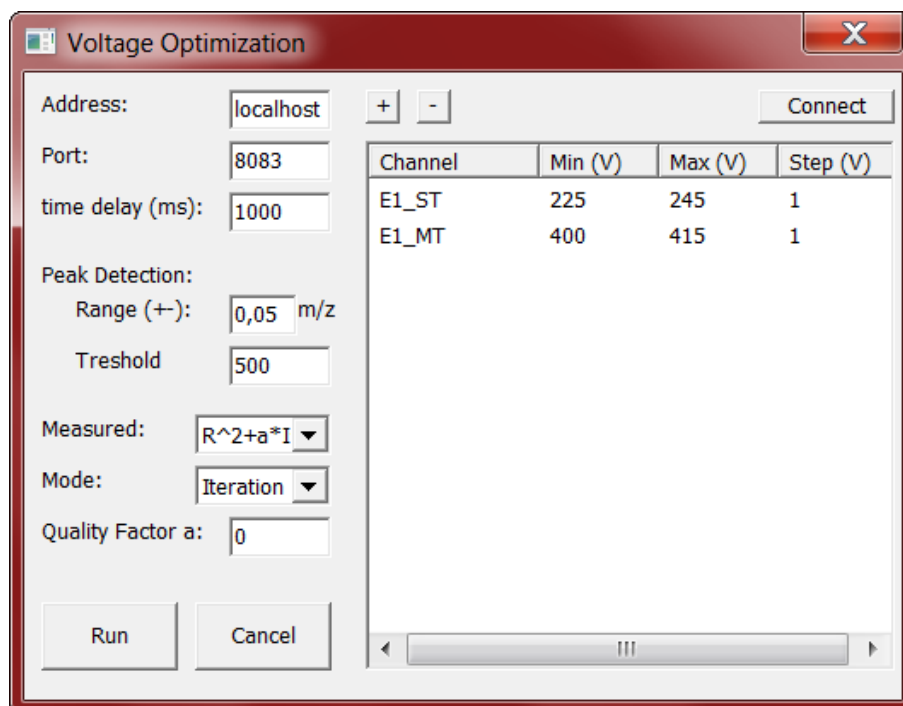 Voltage Optimization
X
Address: localhost
+ - Connect
Port: 8083
time delay (ms): 1000
Peak Detection:
Range (+-): 0,05 m/z
Treshold 500
Measured: R^2+a*I
Mode: Iteration
Quality Factor a: 0
Run Cancel
Channel Min (V) Max (V) Step (V)
E1_ST 225 245 1
E1_MT 400 415 1